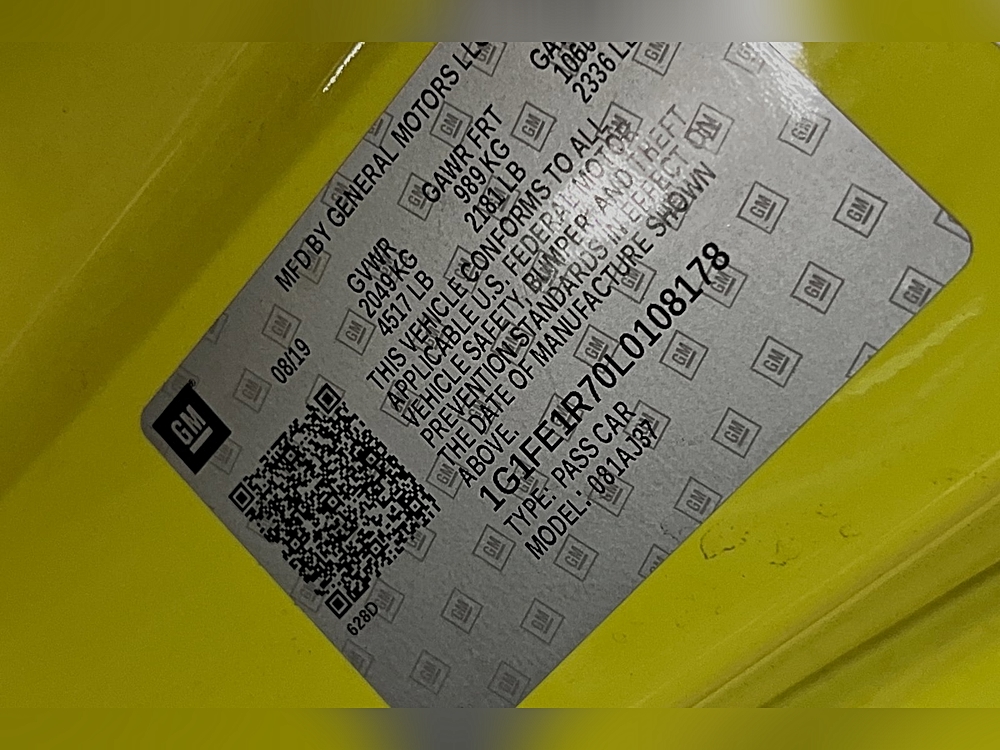 MFD BY GENERAL MOTORS LLC
08/19
GVWR
2049 KG
4517 LB
GAWR FRT
989 KG
2181 LB
1060
2336 L
THIS VEHICLE CONFORMS TO ALL
APPLICABLE U.S. FEDERAL MOTOR
VEHICLE SAFETY, BUMPER, AND THEFT
PREVENTION STANDARDS IN EFFECT ON
THE DATE OF MANUFACTURE SHOWN
ABOVE.
1G1FE1R70L0108178
TYPE: PASS CAR
MODEL: 081AJ37
GM
628D